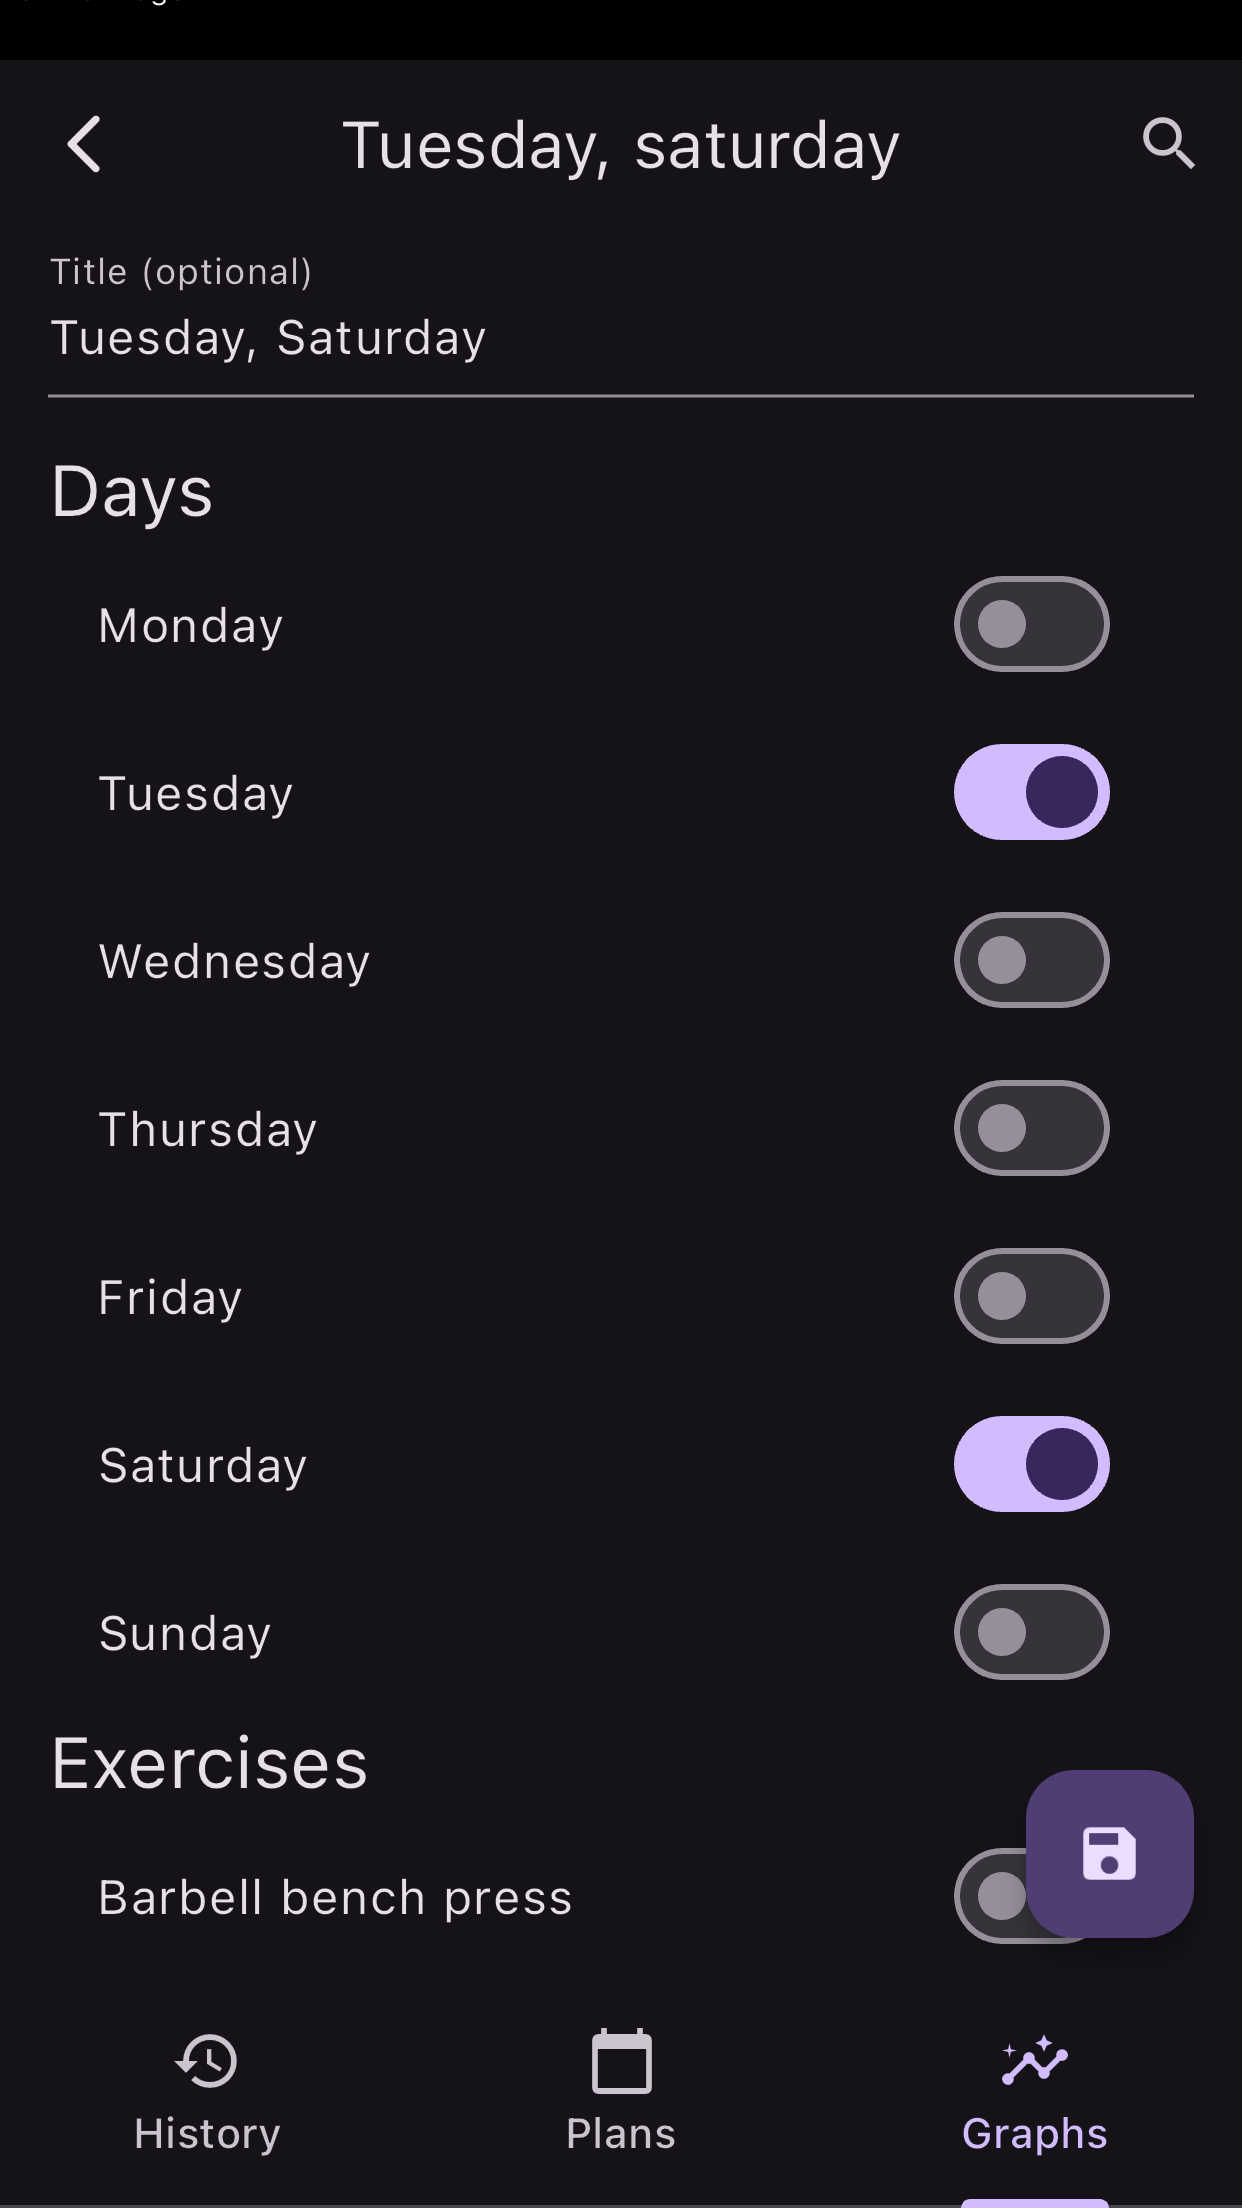 Tuesday, saturday
Title (optional)
Tuesday, Saturday
Days
Monday
Tuesday
Wednesday
Thursday
Friday
Saturday
Sunday
Exercises
Barbell bench press
History
Plans
Graphs